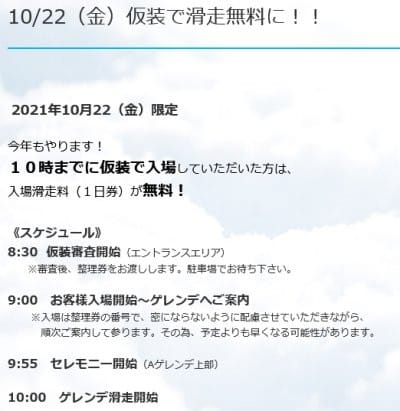 10/22（金）仮装で滑走無料に！！
2021年10月22（金）限定
今年もやります！
１０時までに仮装で入場していただいた方は、
入場滑走料（１日券）が無料！
《スケジュール》
8:30 仮装審査開始（エントランスエリア）
※審査後、整理券をお渡しします。駐車場でお待ち下さい。
9:00 お客様入場開始～ゲレンデへご案内
※入場は整理券の番号で、密にならないように配慮させていただきながら、
順次ご案内して参ります。その為、予定よりも早くなる可能性があります。
9:55 セレモニー開始（Aゲレンデ上部）
10:00 ゲレンデ滑走開始